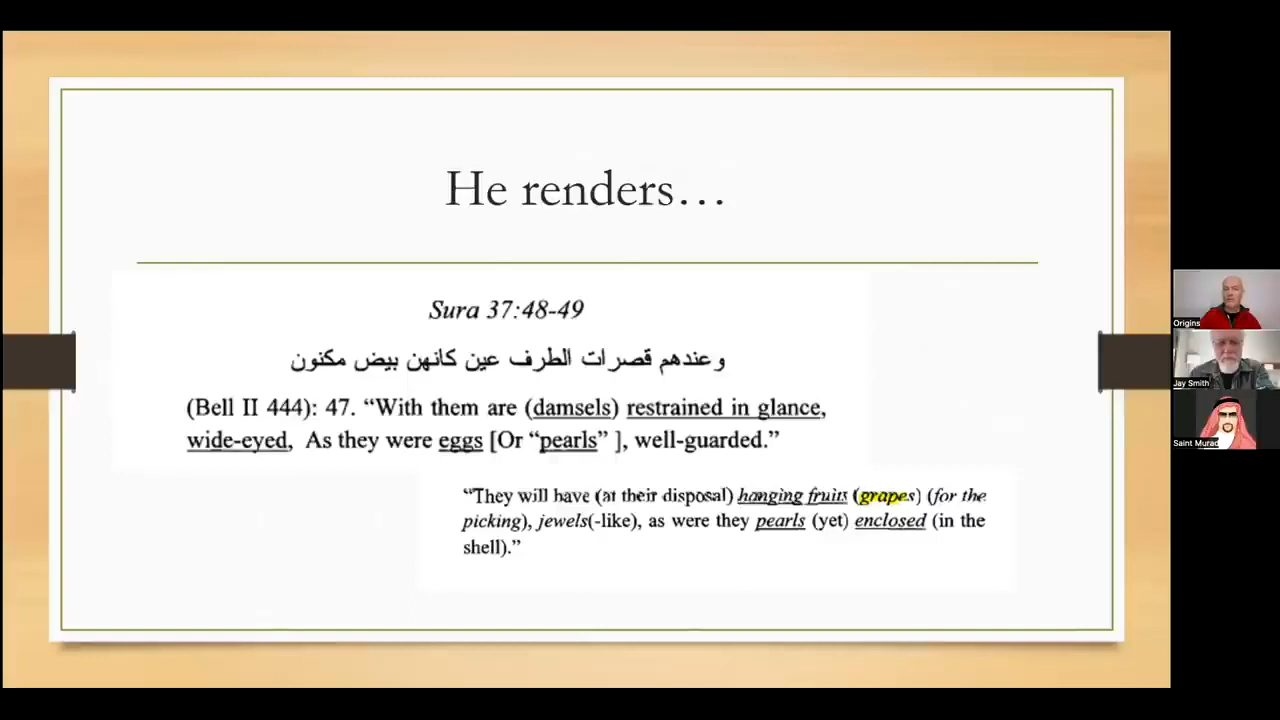 He renders…
Sura 37:48-49
وعندهم قصرات الطرف عين كانهن بيض مكنون
(Bell II 444): 47. “With them are (damsels) restrained in glance,
wide-eyed, As they were eggs [Or “pearls” ], well-guarded.”
“They will have (at their disposal) hanging fruits (grapes) (for the
picking), jewels(-like), as were they pearls (yet) enclosed (in the
shell).”
Origins
Jay Smith
Saint Murad